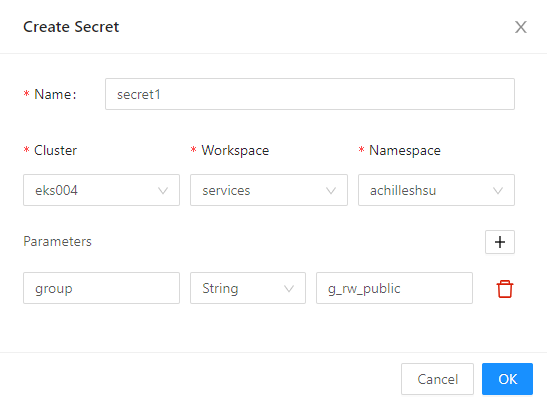 Create Secret
* Name:
secret1
* Cluster * Workspace * Namespace
eks004 services achilleshsu
Parameters
group String g_rw_public
Cancel OK